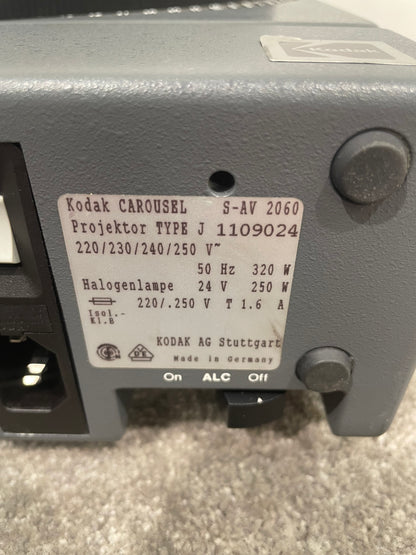 Kodak
Kodak CAROUSEL S-AV 2060
Projektor TYPE J 1109024
220/230/240/250 V~
50 Hz 320 W
Halogenlampe 24 V 250 W
220/.250 V T 1.6 A
Isol.-
Kl.B
KODAK AG Stuttgart
Made in Germany
On ALC Off